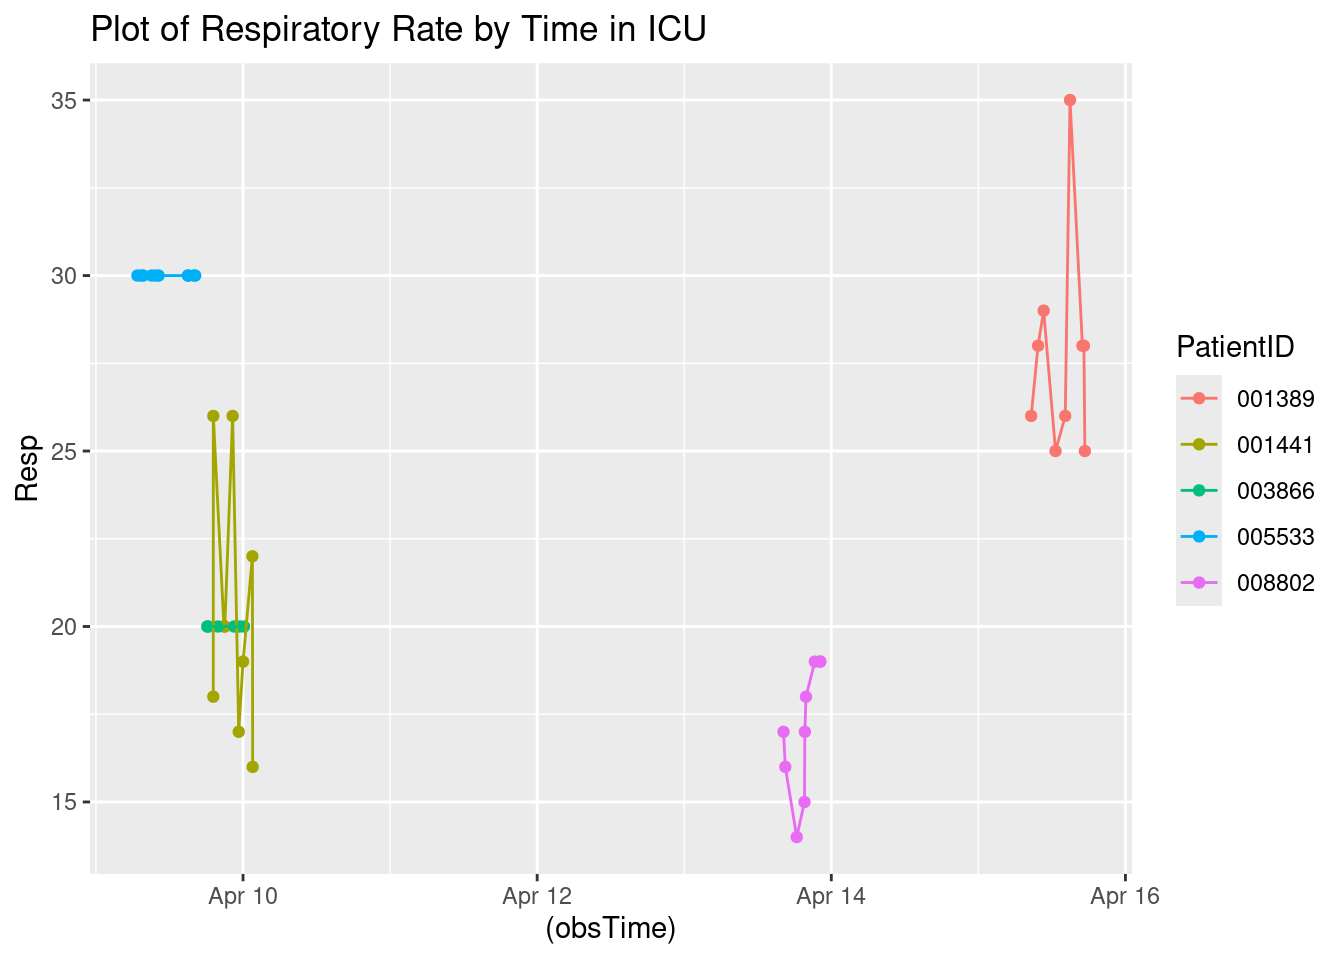 Plot of Respiratory Rate by Time in ICU
35
30
25
20
15
Resp
Apr 10
Apr 12
Apr 14
Apr 16
(obsTime)
PatientID
001389
001441
003866
005533
008802